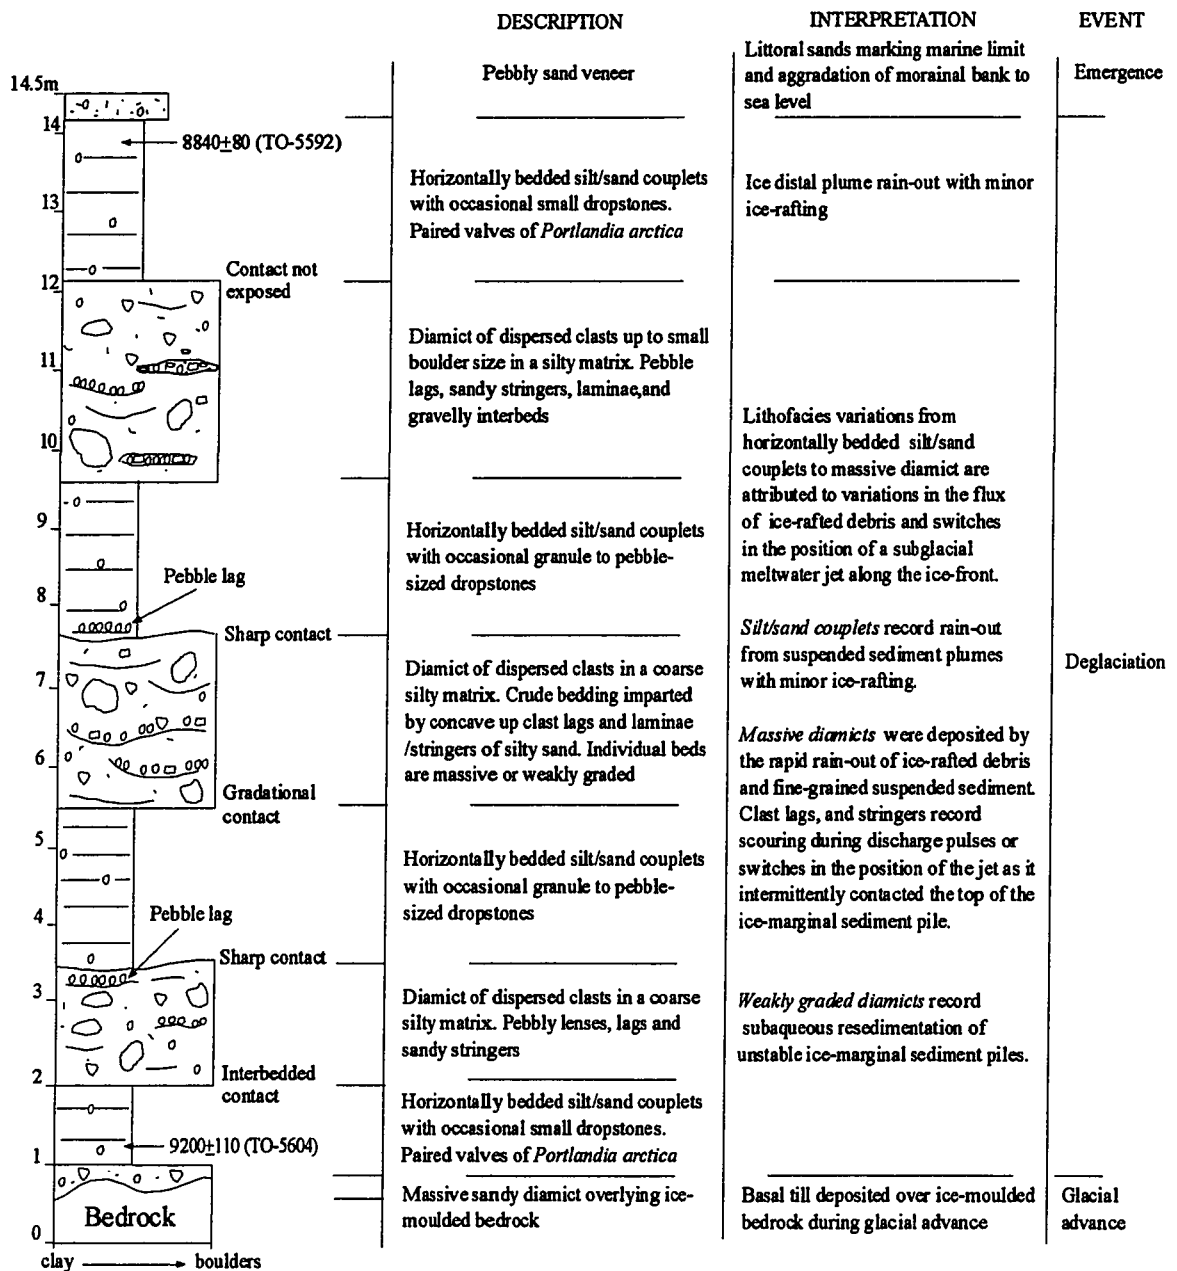 DESCRIPTION
INTERPRETATION
EVENT
14.5m
14
13
12
11
10
9
8
7
6
5
4
3
2
1
0
8840±80 (TO-5592)
Contact not
exposed
Pebble lag
Sharp contact
Gradational
contact
Pebble lag
Sharp contact
Interbedded
contact
9200±110 (TO-5604)
Bedrock
clay
boulders
Pebbly sand veneer
Horizontally bedded silt/sand couplets
with occasional small dropstones.
Paired valves of Portlandia arctica
Diamict of dispersed clasts up to small
boulder size in a silty matrix. Pebble
lags, sandy stringers, laminae,and
gravelly interbeds
Horizontally bedded silt/sand couplets
with occasional granule to pebble-
sized dropstones
Diamict of dispersed clasts in a coarse
silty matrix. Crude bedding imparted
by concave up clast lags and laminae
/stringers of silty sand. Individual beds
are massive or weakly graded
Horizontally bedded silt/sand couplets
with occasional granule to pebble-
sized dropstones
Diamict of dispersed clasts in a coarse
silty matrix. Pebbly lenses, lags and
sandy stringers
Horizontally bedded silt/sand couplets
with occasional small dropstones.
Paired valves of Portlandia arctica
Massive sandy diamict overlying ice-
moulded bedrock
Littoral sands marking marine limit
and aggradation of morainal bank to
sea level
Ice distal plume rain-out with minor
ice-rafting
Lithofacies variations from
horizontally bedded silt/sand
couplets to massive diamict are
attributed to variations in the flux
of ice-rafted debris and switches
in the position of a subglacial
meltwater jet along the ice-front.
Silt/sand couplets record rain-out
from suspended sediment plumes
with minor ice-rafting.
Massive diamicts were deposited by
the rapid rain-out of ice-rafted debris
and fine-grained suspended sediment.
Clast lags, and stringers record
scouring during discharge pulses or
switches in the position of the jet as it
intermittently contacted the top of the
ice-marginal sediment pile.
Weakly graded diamicts record
subaqueous resedimentation of
unstable ice-marginal sediment piles.
Basal till deposited over ice-moulded
bedrock during glacial advance
Emergence
Deglaciation
Glacial
advance